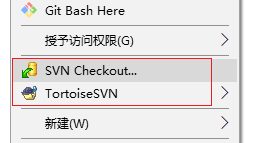 Git Bash Here
授予访问权限(G)
SVN Checkout...
TortoiseSVN
新建(W)